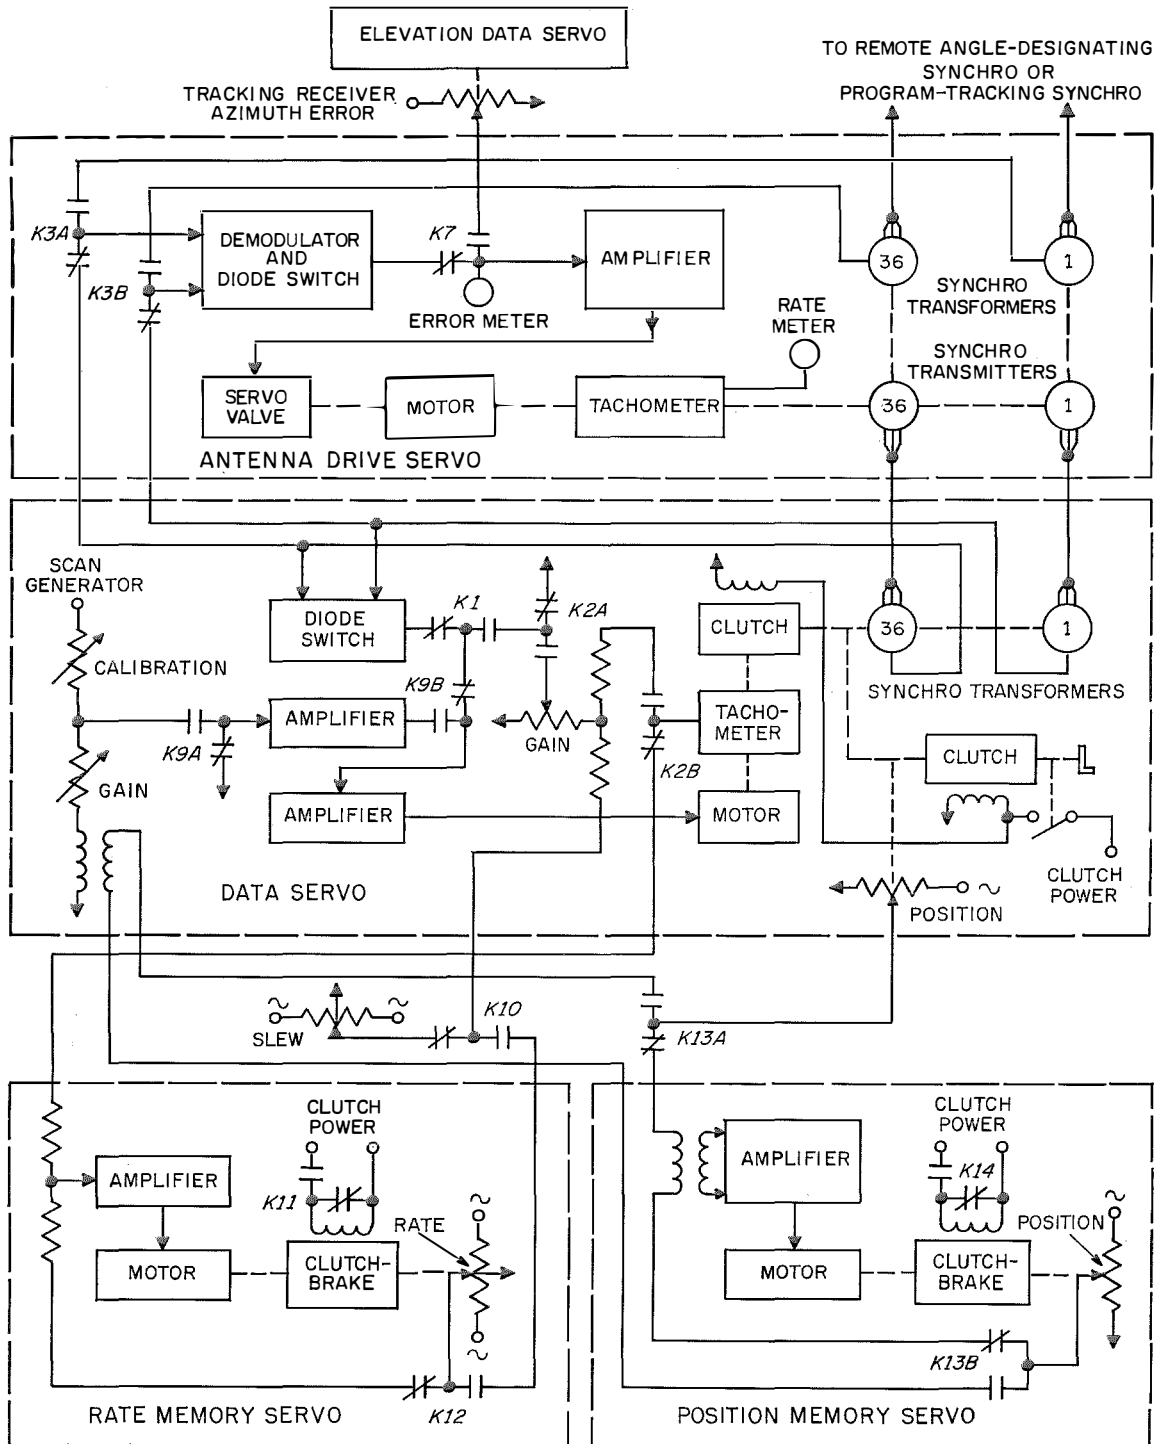 ELEVATION DATA SERVO
TO REMOTE ANGLE-DESIGNATING
SYNCHRO OR
PROGRAM-TRACKING SYNCHRO
TRACKING RECEIVER
AZIMUTH ERROR
K3A
DEMODULATOR
AND
DIODE SWITCH
K7
AMPLIFIER
36
1
K3B
ERROR METER
SYNCHRO
TRANSFORMERS
RATE
METER
SYNCHRO
TRANSMITTERS
SERVO
VALVE
MOTOR
TACHOMETER
36
1
ANTENNA DRIVE SERVO
SCAN
GENERATOR
DIODE
SWITCH
K1
K2A
CLUTCH
36
1
CALIBRATION
K9B
SYNCHRO TRANSFORMERS
AMPLIFIER
TACHO-
METER
GAIN
K9A
K2B
CLUTCH
GAIN
AMPLIFIER
MOTOR
CLUTCH
POWER
DATA SERVO
~
POSITION
~
~
SLEW
K10
K13A
CLUTCH
POWER
CLUTCH
POWER
AMPLIFIER
K11
AMPLIFIER
K14
~
RATE
~
POSITION
MOTOR
CLUTCH-
BRAKE
MOTOR
CLUTCH-
BRAKE
~
K13B
K12
RATE MEMORY SERVO
POSITION MEMORY SERVO